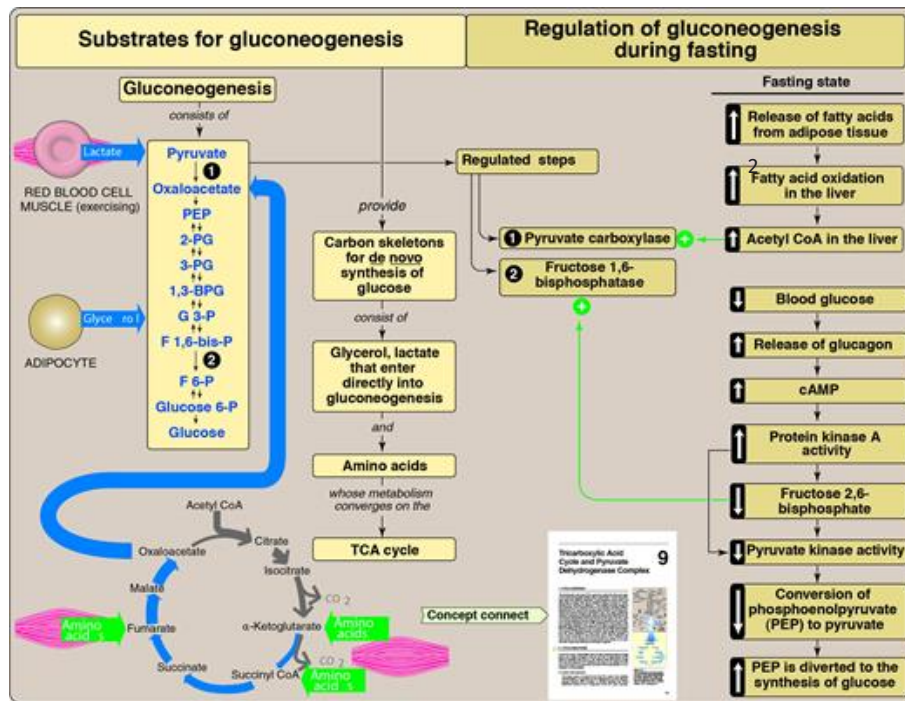 Substrates for gluconeogenesis
Regulation of gluconeogenesis
during fasting
Gluconeogenesis
consists of
Lactate
RED BLOOD CELL
MUSCLE (exercising)
Glyce rol
ADIPOCYTE
Pyruvate
1
Oxaloacetate
PEP
2-PG
3-PG
1,3-BPG
G 3-P
F 1,6-bis-P
2
F 6-P
Glucose 6-P
Glucose
provide
Carbon skeletons
for de novo
synthesis of
glucose
consist of
Glycerol, lactate
that enter
directly into
gluconeogenesis
and
Amino acids
whose metabolism
converges on the
TCA cycle
Regulated steps
1 Pyruvate carboxylase
+
2 Fructose 1,6-
bisphosphatase
+
Fasting state
Release of fatty acids
from adipose tissue
2
Fatty acid oxidation
in the liver
Acetyl CoA in the liver
Blood glucose
Release of glucagon
cAMP
Protein kinase A
activity
Fructose 2,6-
bisphosphate
Pyruvate kinase activity
Conversion of
phosphoenolpyruvate
(PEP) to pyruvate
PEP is diverted to the
synthesis of glucose
Acetyl CoA
Oxaloacetate
Citrate
Isocitrate
CO 2
Malate
Amino
acid s
Fumarate
α-Ketoglutarate
Amino
acids
CO 2
Succinate
Succinyl CoA
Amino
acid s
Concept connect
Tricarboxylic Acid
Cycle and Pyruvate
Dehydrogenase Complex
9